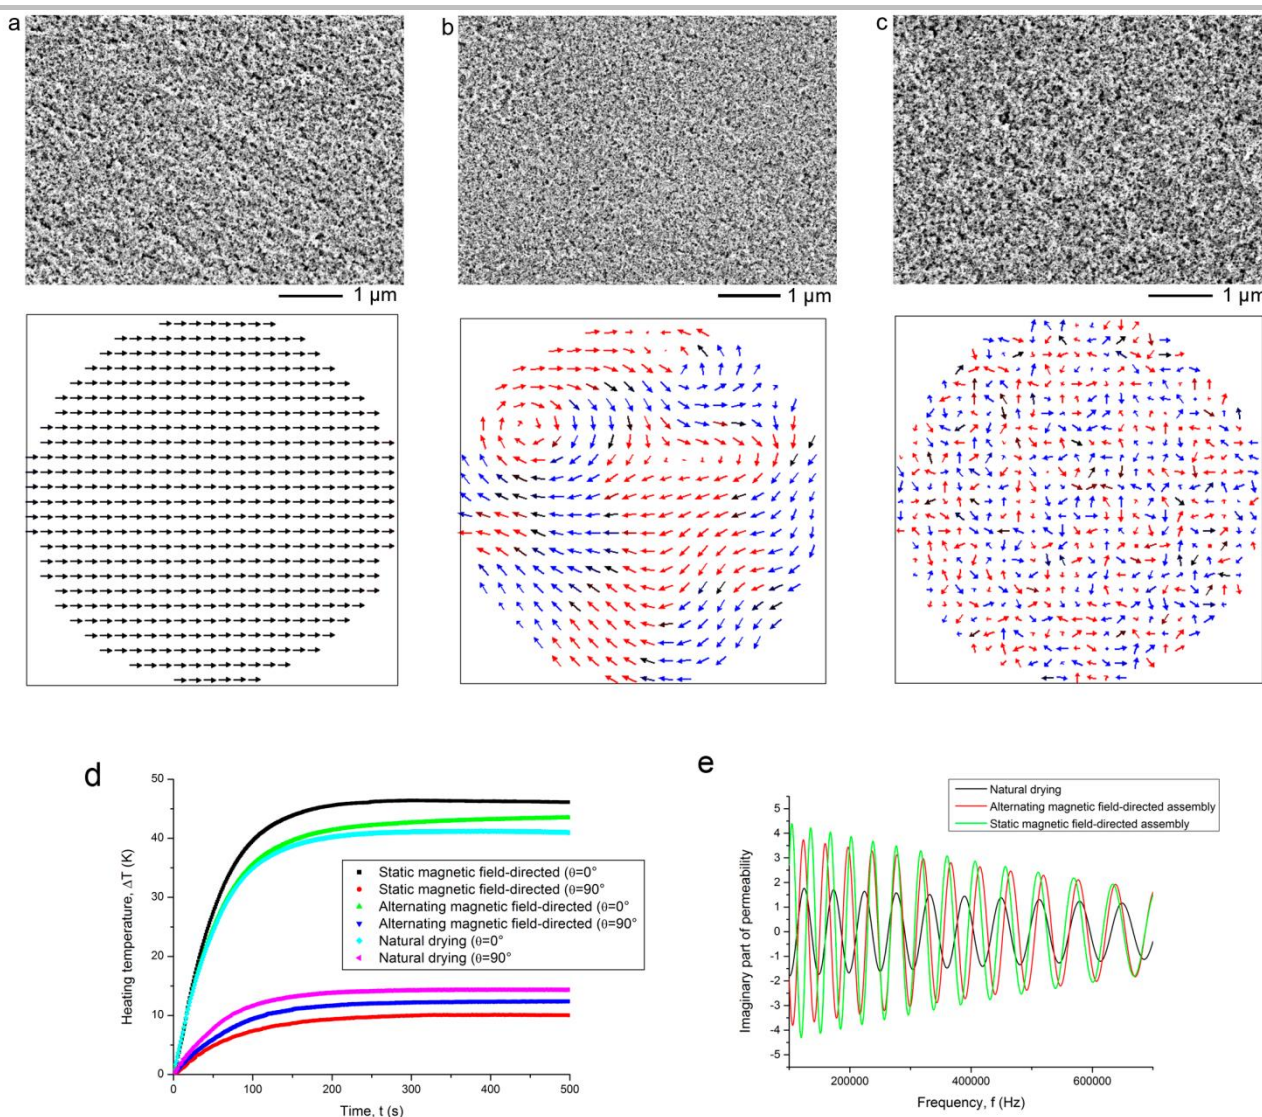 a
b
c
1 μm
1 μm
1 μm
d
50
40
30
20
10
0
0
100
200
300
400
500
Heating temperature, ΔT (K)
Time, t (s)
Static magnetic field-directed (θ=0°
Static magnetic field-directed (θ=90°
Alternating magnetic field-directed (θ=0°
Alternating magnetic field-directed (θ=90°
Natural drying (θ=0°
Natural drying (θ=90°
e
Natural drying
Alternating magnetic field-directed assembly
Static magnetic field-directed assembly
5
4
3
2
1
0
-1
-2
-3
-4
-5
200000
400000
600000
Imaginary part of permeability
Frequency, f (Hz)